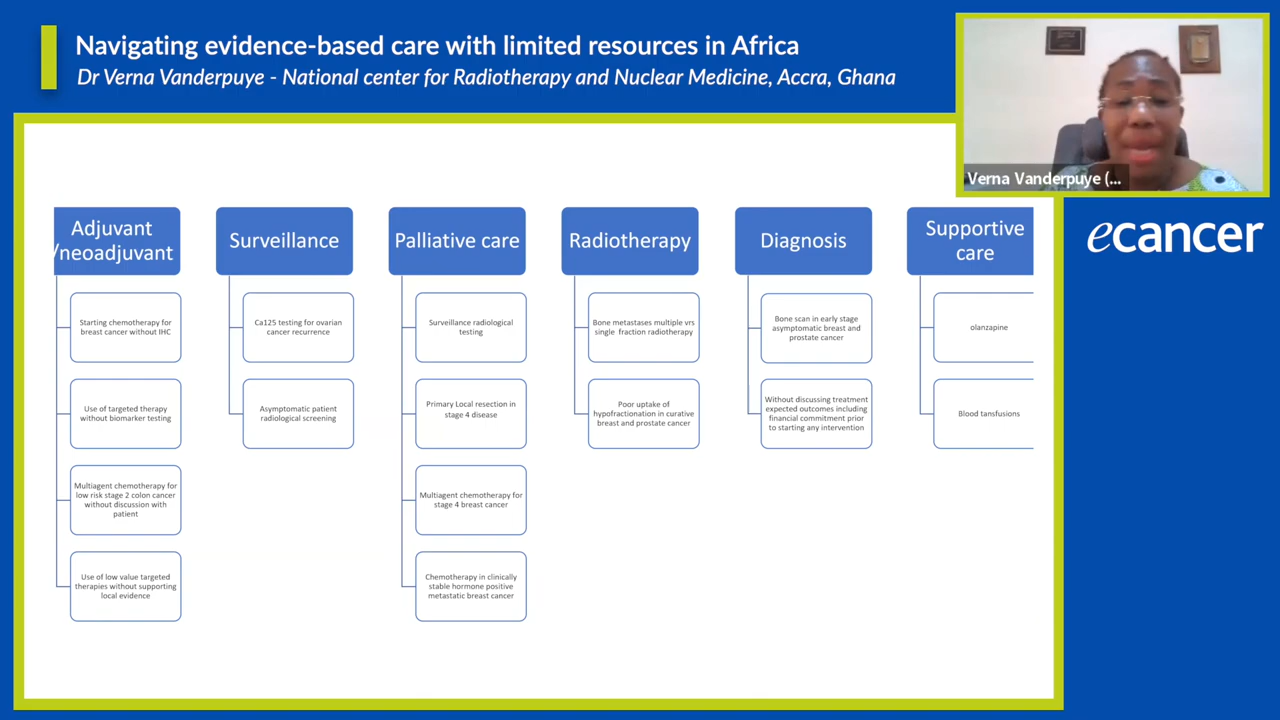 Navigating evidence-based care with limited resources in Africa
Dr Verna Vanderpuye - National center for Radiotherapy and Nuclear Medicine, Accra, Ghana
Verna Vanderpuye (...
ecancer
Adjuvant
/neoadjuvant
Starting chemotherapy for
breast cancer without IHC
Use of targeted therapy
without biomarker testing
Multiagent chemotherapy for
low risk stage 2 colon cancer
without discussion with
patient
Use of low value targeted
therapies without supporting
local evidence
Surveillance
Ca125 testing for ovarian
cancer recurrence
Asymptomatic patient
radiological screening
Palliative care
Surveillance radiological
testing
Primary Local resection in
stage 4 disease
Multiagent chemotherapy for
stage 4 breast cancer
Chemotherapy in clinically
stable hormone positive
metastatic breast cancer
Radiotherapy
Bone metastases multiple vrs
single fraction radiotherapy
Poor uptake of
hypofractionation in curative
breast and prostate cancer
Diagnosis
Bone scan in early stage
asymptomatic breast and
prostate cancer
Without discussing treatment
expected outcomes including
financial commitment prior
to starting any intervention
Supportive
care
olanzapine
Blood tansfusions